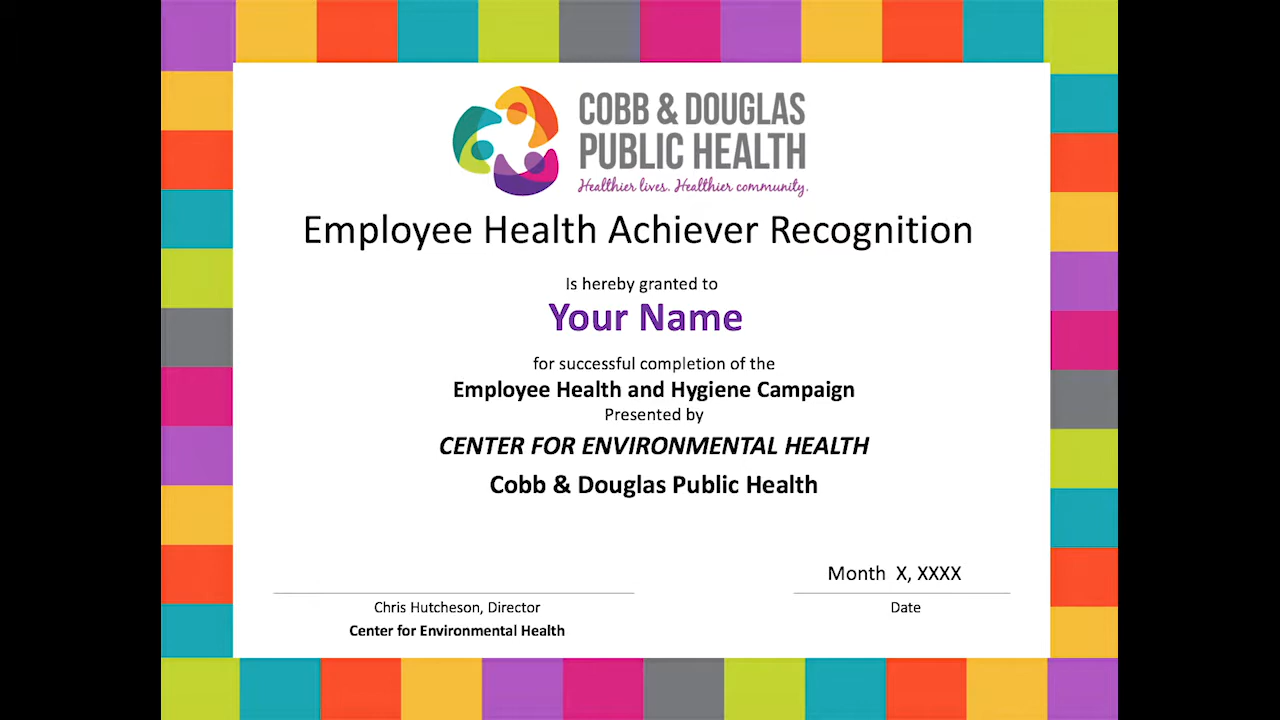 COBB & DOUGLAS
PUBLIC HEALTH
Healthier lives. Healthier community.
Employee Health Achiever Recognition
Is hereby granted to
Your Name
for successful completion of the
Employee Health and Hygiene Campaign
Presented by
CENTER FOR ENVIRONMENTAL HEALTH
Cobb & Douglas Public Health
Month X, XXXX
Chris Hutcheson, Director
Date
Center for Environmental Health